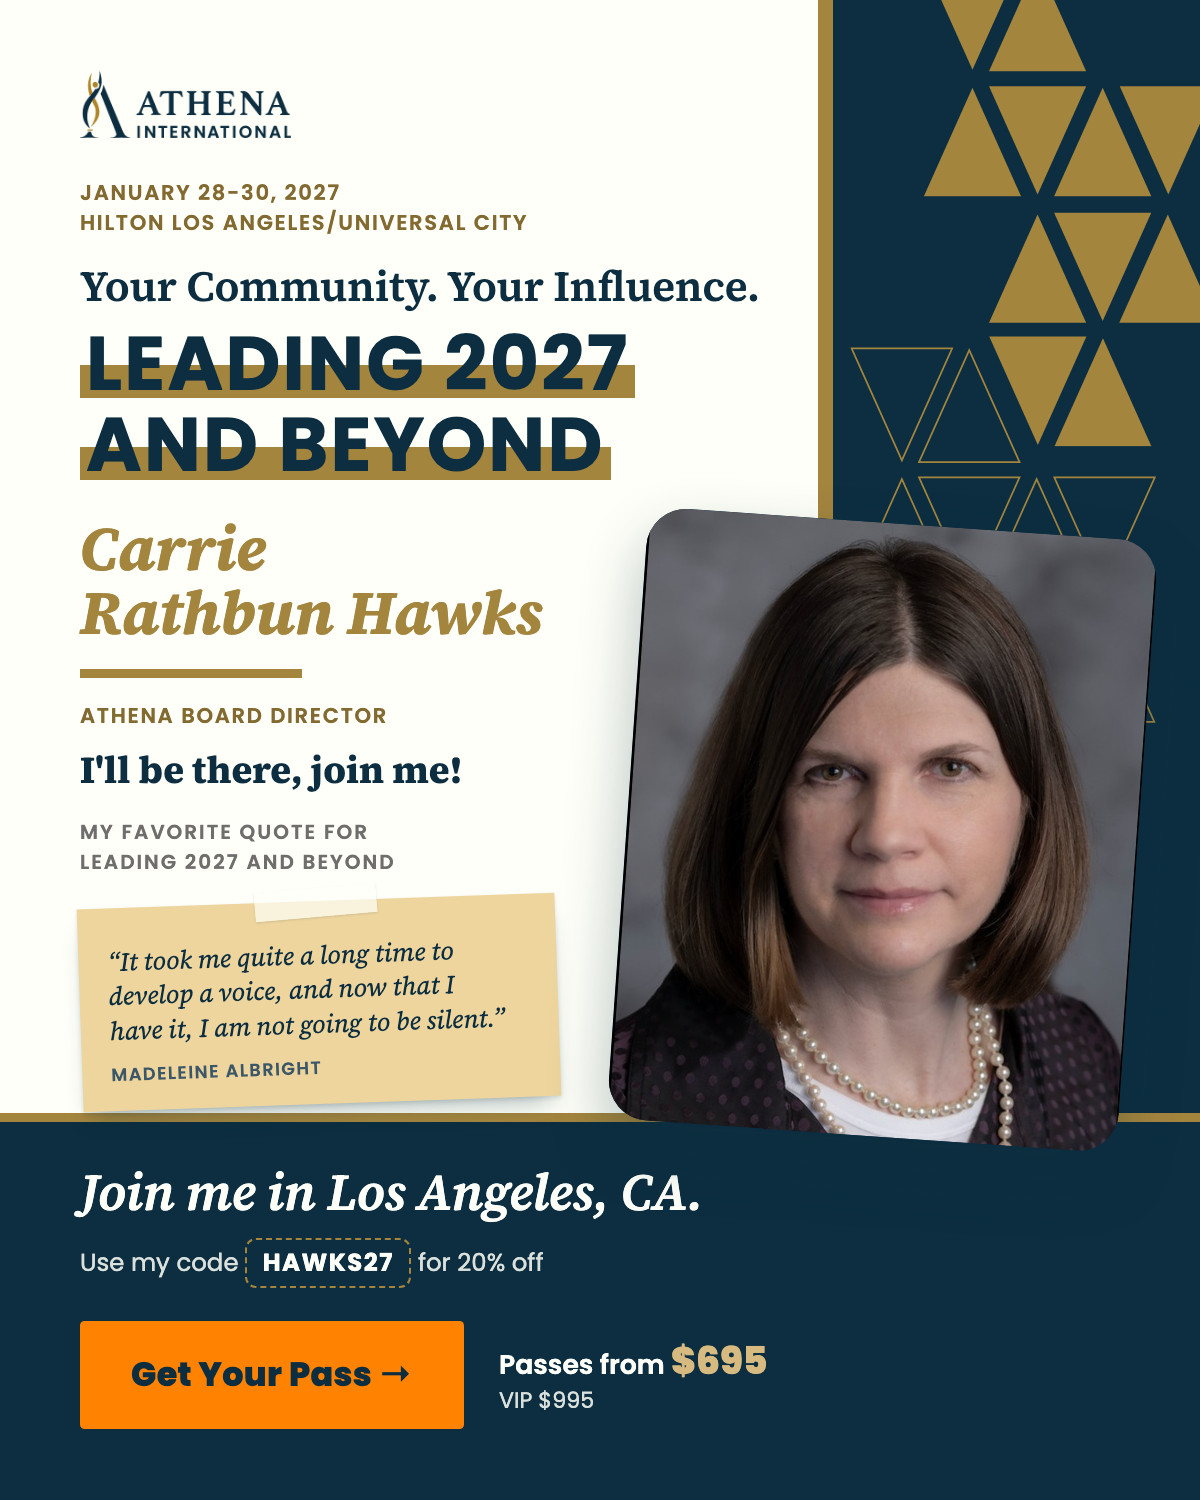 ATHENA
INTERNATIONAL
JANUARY 28-30, 2027
HILTON LOS ANGELES/UNIVERSAL CITY
Your Community. Your Influence.
LEADING 2027
AND BEYOND
Carrie
Rathbun Hawks
ATHENA BOARD DIRECTOR
I'll be there, join me!
MY FAVORITE QUOTE FOR
LEADING 2027 AND BEYOND
“It took me quite a long time to
develop a voice, and now that I
have it, I am not going to be silent.”
MADELEINE ALBRIGHT
Join me in Los Angeles, CA.
Use my code HAWKS27 for 20% off
Get Your Pass →
Passes from $695
VIP $995